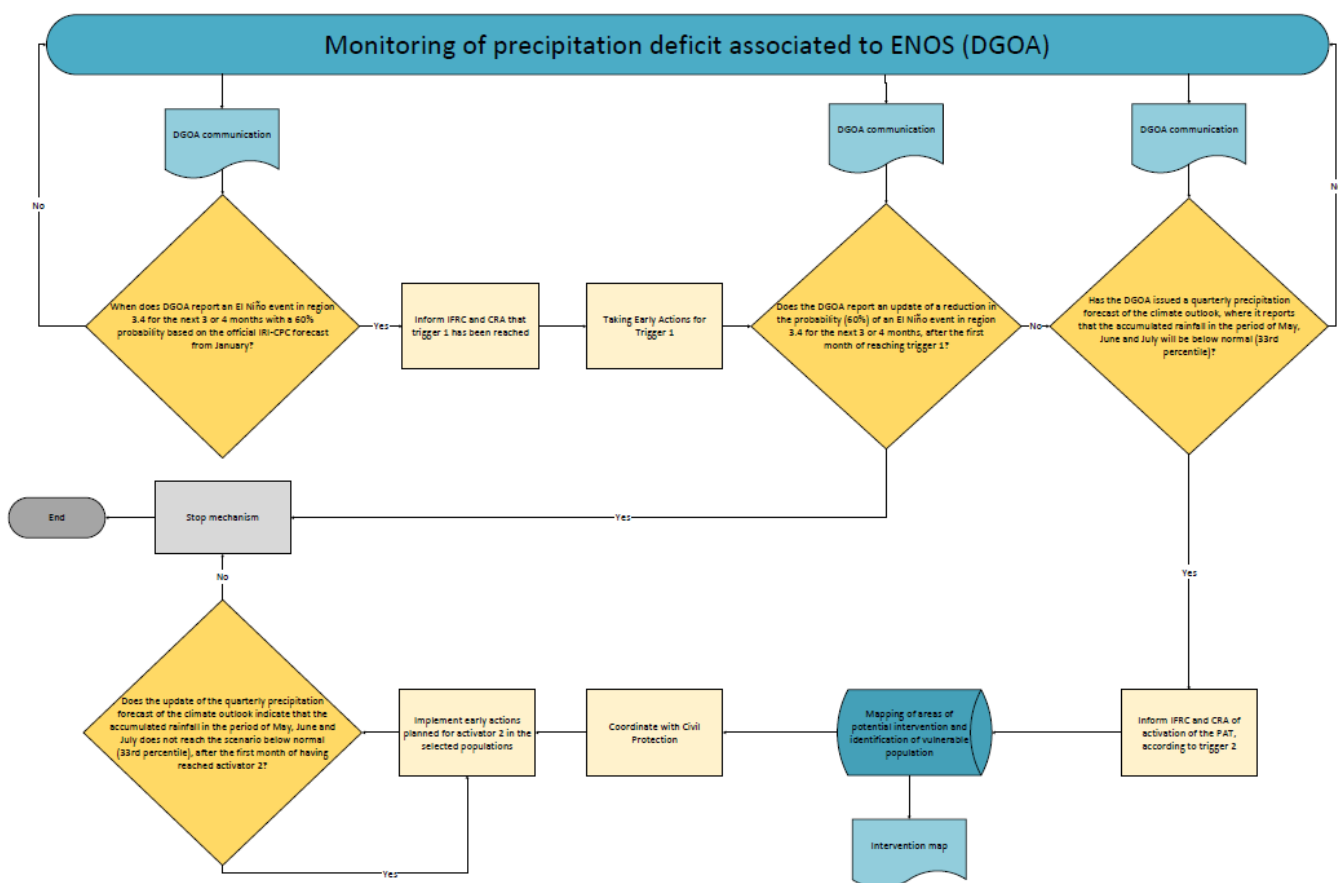 Monitoring of precipitation deficit associated to ENOS (DGOA)
DGOA communication
DGOA communication
DGOA communication
No
N
When does DGOA report an El Niño event in region
3.4 for the next 3 or 4 months with a 60%
probability based on the official IRI-CPC forecast
from January?
Yes
Inform IFRC and CRA that
trigger 1 has been reached
Taking Early Actions for
Trigger 1
Does the DGOA report an update of a reduction in
the probability (60%) of an El Niño event in region
3.4 for the next 3 or 4 months, after the first
month of reaching trigger 1?
No
Has the DGOA issued a quarterly precipitation
forecast of the climate outlook, where it reports
that the accumulated rainfall in the period of May,
June and July will be below normal (33rd
percentile)?
End
Stop mechanism
Yes
Yes
No
Does the update of the quarterly precipitation
forecast of the climate outlook indicate that the
accumulated rainfall in the period of May, June and
July does not reach the scenario below normal
(33rd percentile), after the first month of having
reached activator 2?
Implement early actions
planned for activator 2 in the
selected populations
Coordinate with Civil
Protection
Mapping of areas of
potential intervention and
identification of vulnerable
population
Inform IFRC and CRA of
activation of the PAT,
according to trigger 2
Intervention map
Yes